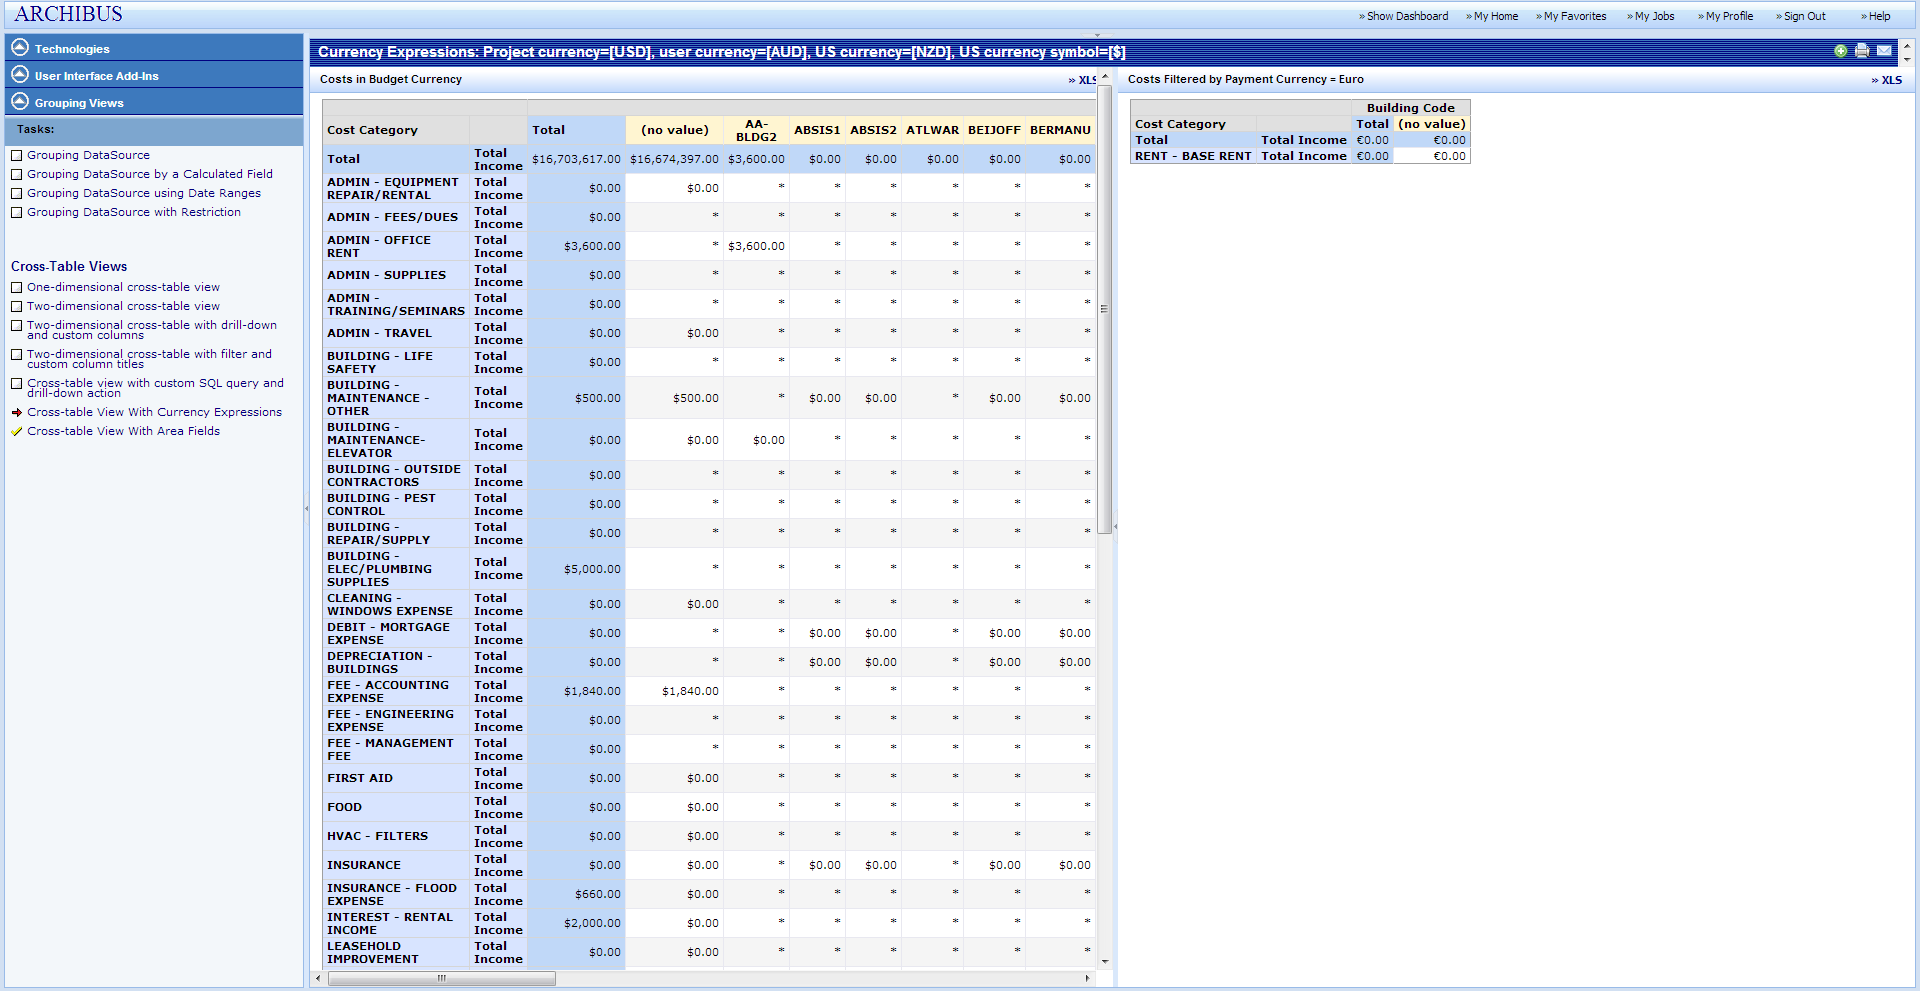 ARCHIBUS
» Show Dashboard » My Home » My Favorites » My Jobs » My Profile » Sign Out » Help
Technologies
User Interface Add-Ins
Grouping Views
Tasks:
Grouping DataSource
Grouping DataSource by a Calculated Field
Grouping DataSource using Date Ranges
Grouping DataSource with Restriction
Cross-Table Views
One-dimensional cross-table view
Two-dimensional cross-table view
Two-dimensional cross-table with drill-down
and custom columns
Two-dimensional cross-table with filter and
custom column titles
Cross-table view with custom SQL query and
drill-down action
Cross-table View With Currency Expressions
Cross-table View With Area Fields
Currency Expressions: Project currency=[USD], user currency=[AUD], US currency=[NZD], US currency symbol=[$]
Costs in Budget Currency » XLS
Cost Category Total (no value) AA-BLDG2 ABSIS1 ABSIS2 ATLWAR BEIJOFF BERMANU
Total Total Income $16,703,617.00 $16,674,397.00 $3,600.00 $0.00 $0.00 $0.00 $0.00 $0.00
ADMIN - EQUIPMENT REPAIR/RENTAL Total Income $0.00 $0.00 * * * * * *
ADMIN - FEES/DUES Total Income $0.00 * * * * * * *
ADMIN - OFFICE RENT Total Income $3,600.00 * $3,600.00 * * * * *
ADMIN - SUPPLIES Total Income $0.00 * * * * * * *
ADMIN - TRAINING/SEMINARS Total Income $0.00 * * * * * * *
ADMIN - TRAVEL Total Income $0.00 $0.00 * * * * * *
BUILDING - LIFE SAFETY Total Income $0.00 * * * * * * *
BUILDING - MAINTENANCE - OTHER Total Income $500.00 $500.00 * $0.00 $0.00 * $0.00 $0.00
BUILDING - MAINTENANCE-ELEVATOR Total Income $0.00 $0.00 $0.00 * * * * *
BUILDING - OUTSIDE CONTRACTORS Total Income $0.00 * * * * * * *
BUILDING - PEST CONTROL Total Income $0.00 * * * * * * *
BUILDING - REPAIR/SUPPLY Total Income $0.00 * * * * * * *
BUILDING - ELEC/PLUMBING SUPPLIES Total Income $5,000.00 * * * * * * *
CLEANING - WINDOWS EXPENSE Total Income $0.00 $0.00 * * * * * *
DEBIT - MORTGAGE EXPENSE Total Income $0.00 * * $0.00 $0.00 * $0.00 $0.00
DEPRECIATION - BUILDINGS Total Income $0.00 * * $0.00 $0.00 * $0.00 $0.00
FEE - ACCOUNTING EXPENSE Total Income $1,840.00 $1,840.00 * * * * * *
FEE - ENGINEERING EXPENSE Total Income $0.00 * * * * * * *
FEE - MANAGEMENT FEE Total Income $0.00 * * * * * * *
FIRST AID Total Income $0.00 $0.00 * * * * * *
FOOD Total Income $0.00 $0.00 * * * * * *
HVAC - FILTERS Total Income $0.00 $0.00 * * * * * *
INSURANCE Total Income $0.00 $0.00 * $0.00 $0.00 * $0.00 $0.00
INSURANCE - FLOOD EXPENSE Total Income $660.00 $0.00 * * * * * *
INTEREST - RENTAL INCOME Total Income $2,000.00 $0.00 * * * * * *
LEASEHOLD IMPROVEMENT Total Income $0.00 $0.00 * * * * * *
Costs Filtered by Payment Currency = Euro » XLS
Building Code
Cost Category Total (no value)
Total Total Income €0.00 €0.00
RENT - BASE RENT Total Income €0.00 €0.00